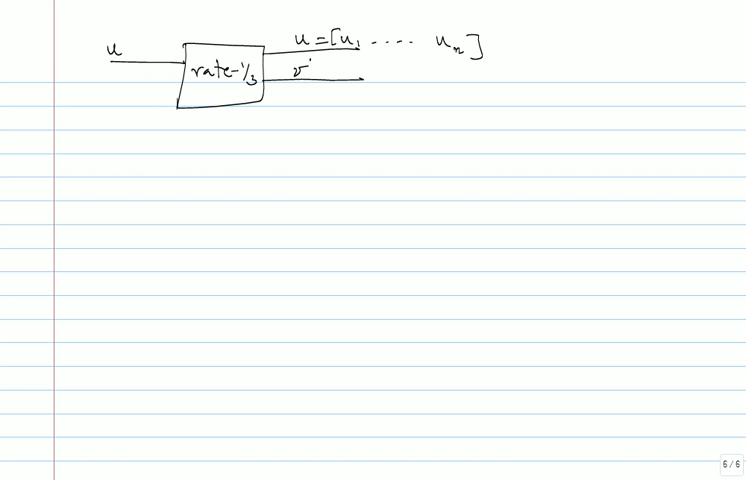 u
u = [u₁ .... uₙ]
rate-1/3
v'
6 / 6